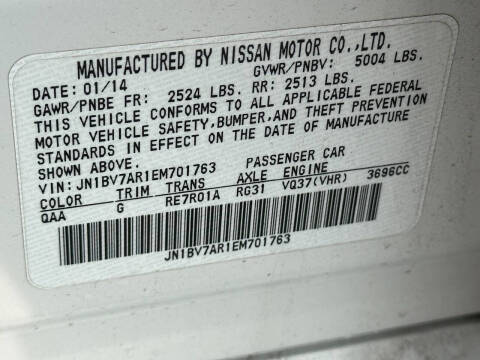 MANUFACTURED BY NISSAN MOTOR CO.,LTD.
DATE: 01/14 GVWR/PNBV: 5004 LBS.
GAWR/PNBE FR: 2524 LBS. RR: 2513 LBS.
THIS VEHICLE CONFORMS TO ALL APPLICABLE FEDERAL
MOTOR VEHICLE SAFETY,BUMPER,AND THEFT PREVENTION
STANDARDS IN EFFECT ON THE DATE OF MANUFACTURE
SHOWN ABOVE.
VIN: JN1BV7AR1EM701763 PASSENGER CAR
COLOR TRIM TRANS AXLE ENGINE
QAA G RE7R01A RG31 VQ37(VHR) 3696CC
JN1BV7AR1EM701763